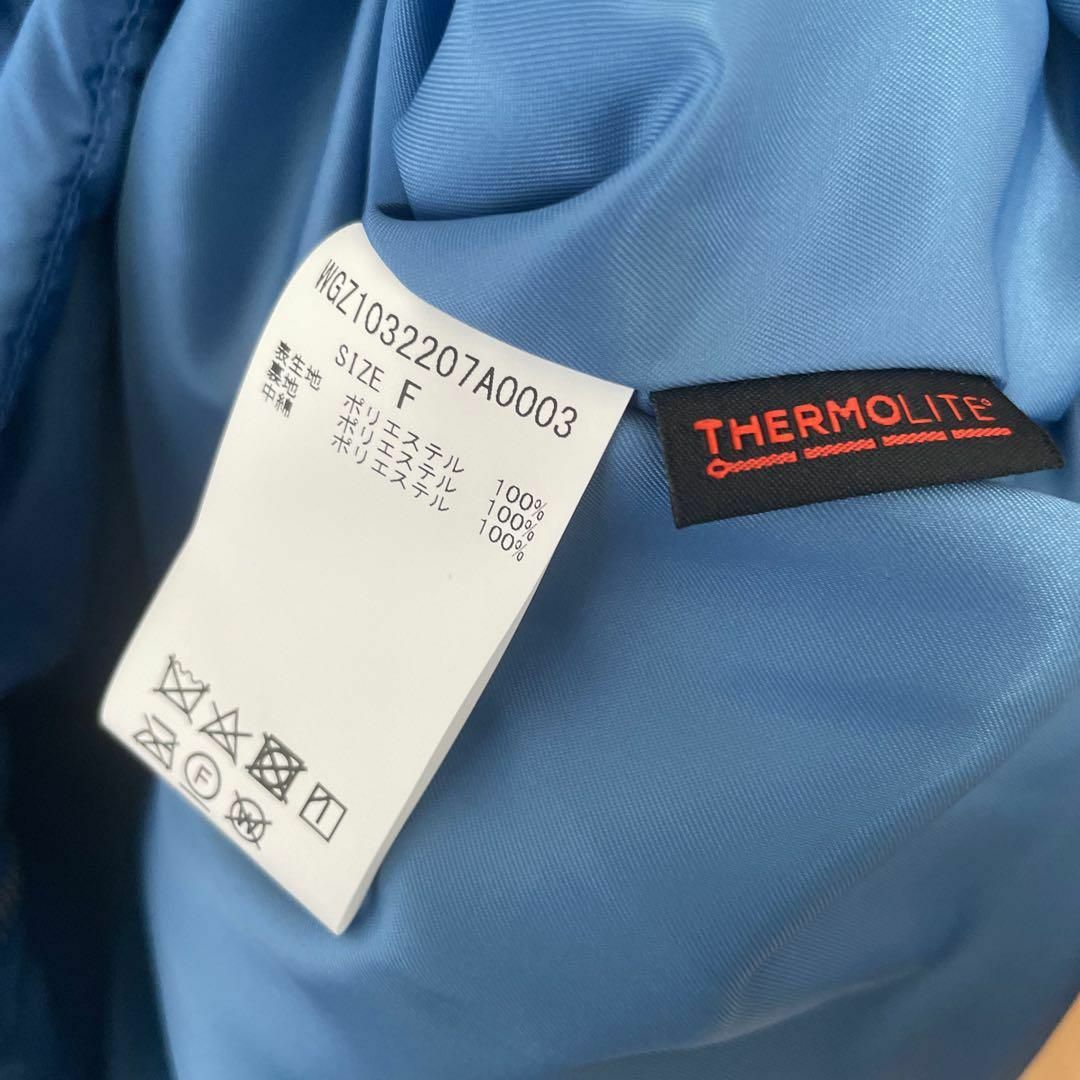 WGZ1032207A0003
SIZE F
表生地 ポリエステル 100%
裏地 ポリエステル 100%
中綿 ポリエステル 100%
F
W
THERMOLITE®